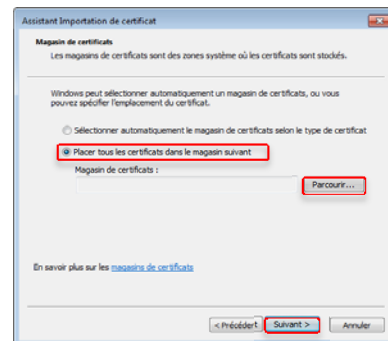 Assistant Importation de certificat
Magasin de certificats
Les magasins de certificats sont des zones système où les certificats sont stockés.
Windows peut sélectionner automatiquement un magasin de certificats, ou vous
pouvez spécifier l'emplacement du certificat.
Sélectionner automatiquement le magasin de certificats selon le type de certificat
Placer tous les certificats dans le magasin suivant
Magasin de certificats :
Parcourir...
En savoir plus sur les magasins de certificats
< Précédent Suivant > Annuler